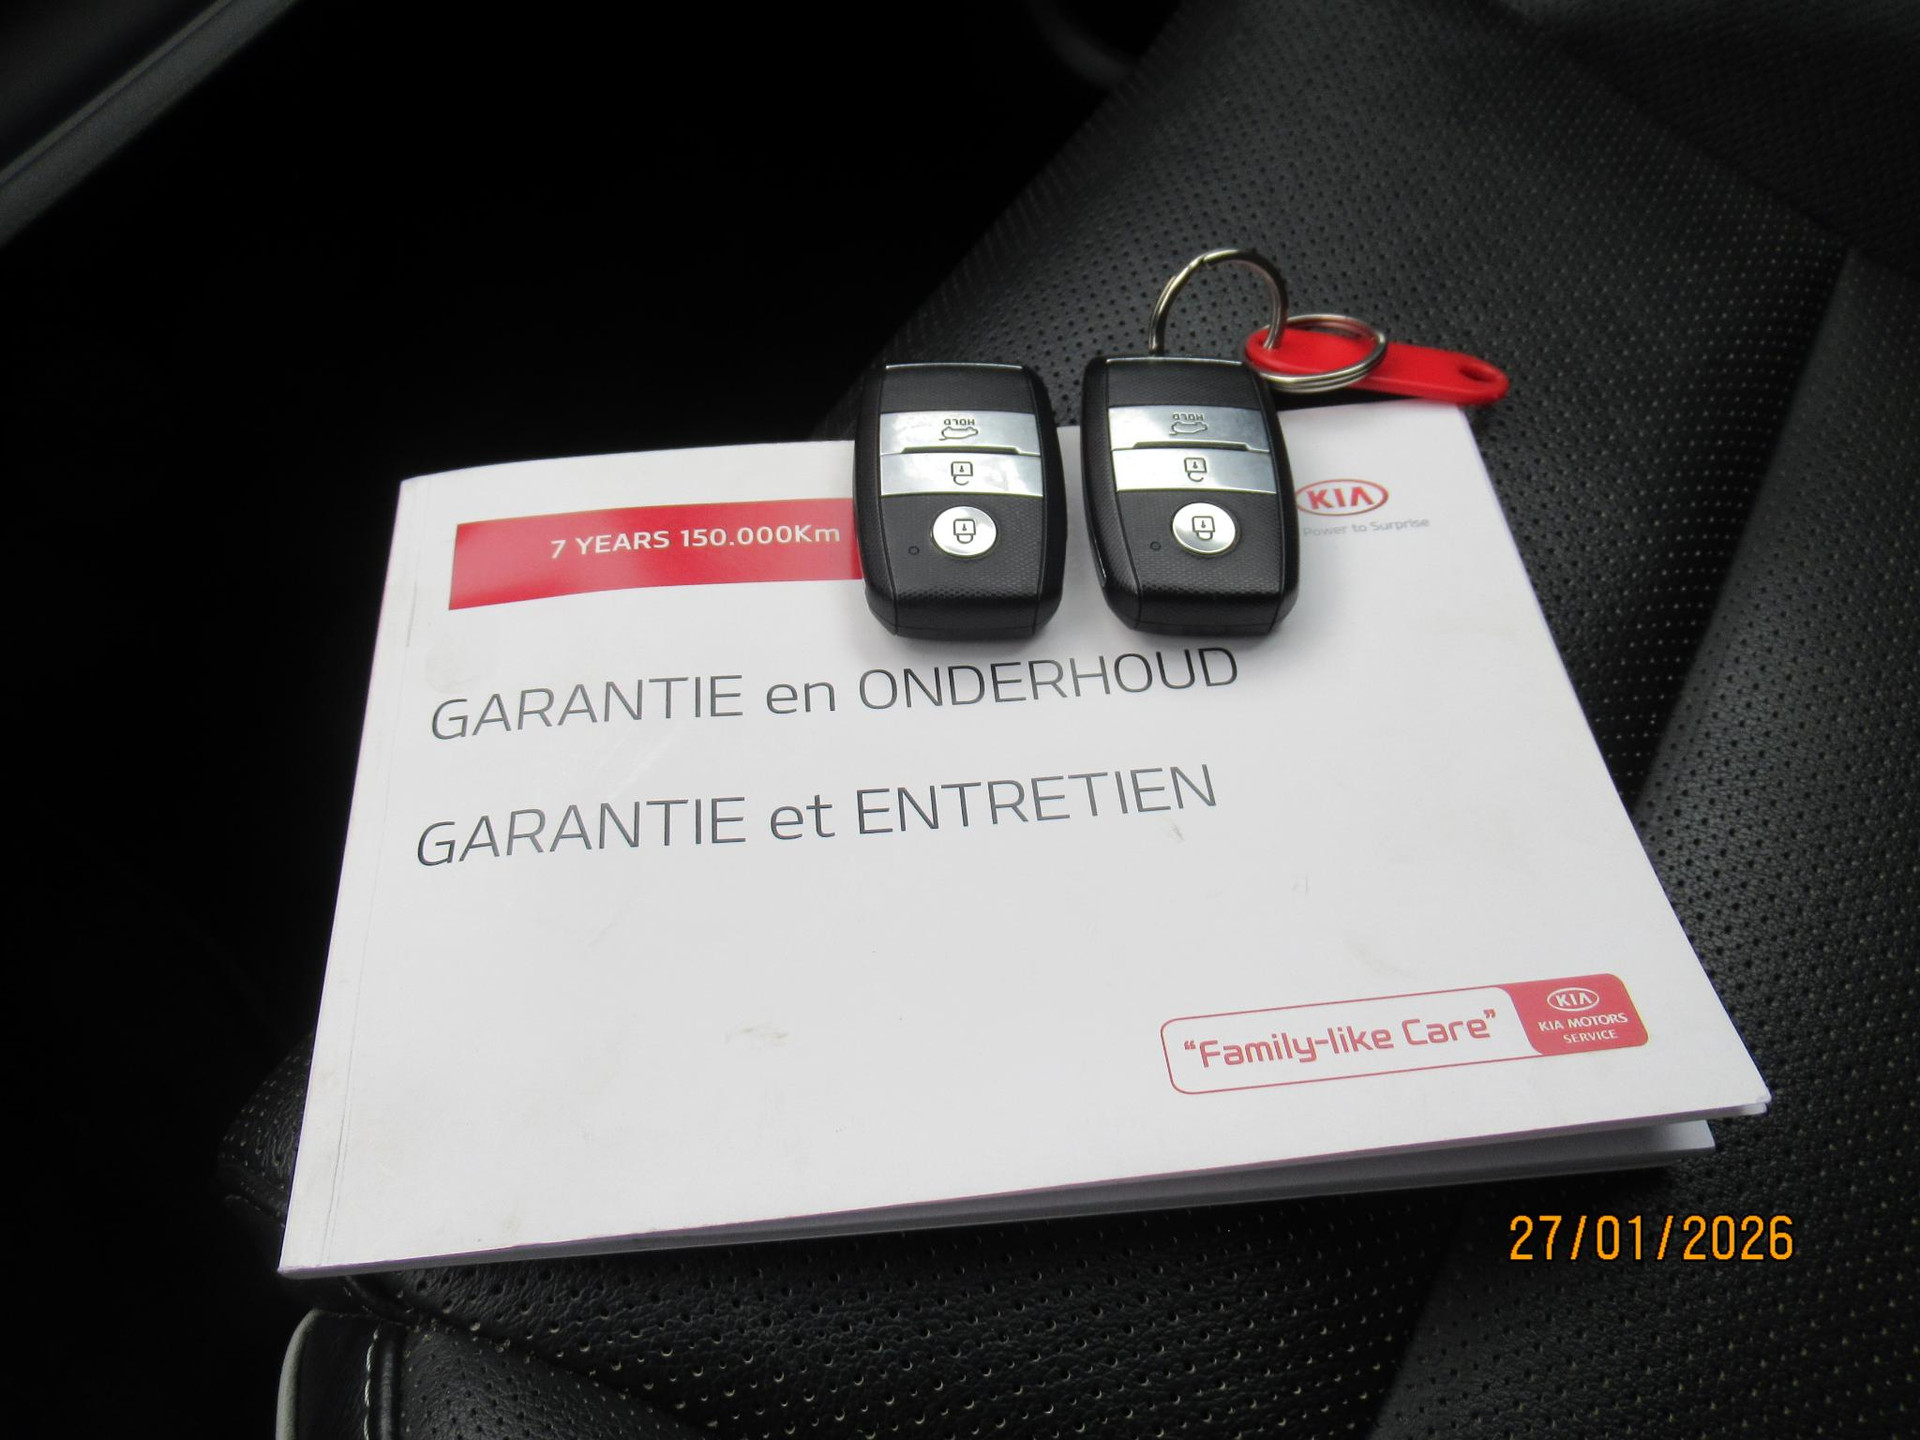 HOLD
HOLD
7 YEARS 150.000Km
KIA
Power to Surprise
GARANTIE en ONDERHOUD
GARANTIE et ENTRETIEN
"Family-like Care"
KIA
KIA MOTORS
SERVICE
27/01/2026